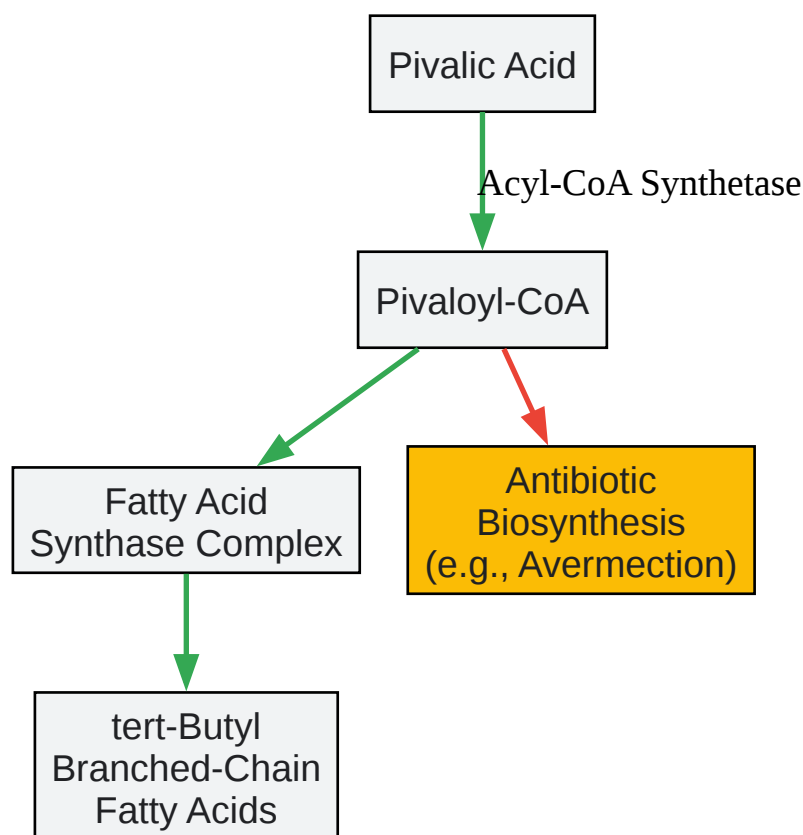 Pivalic Acid
Acyl-CoA Synthetase
Pivaloyl-CoA
Fatty Acid
Synthase Complex
Antibiotic
Biosynthesis
(e.g., Avermection)
tert-Butyl
Branched-Chain
Fatty Acids